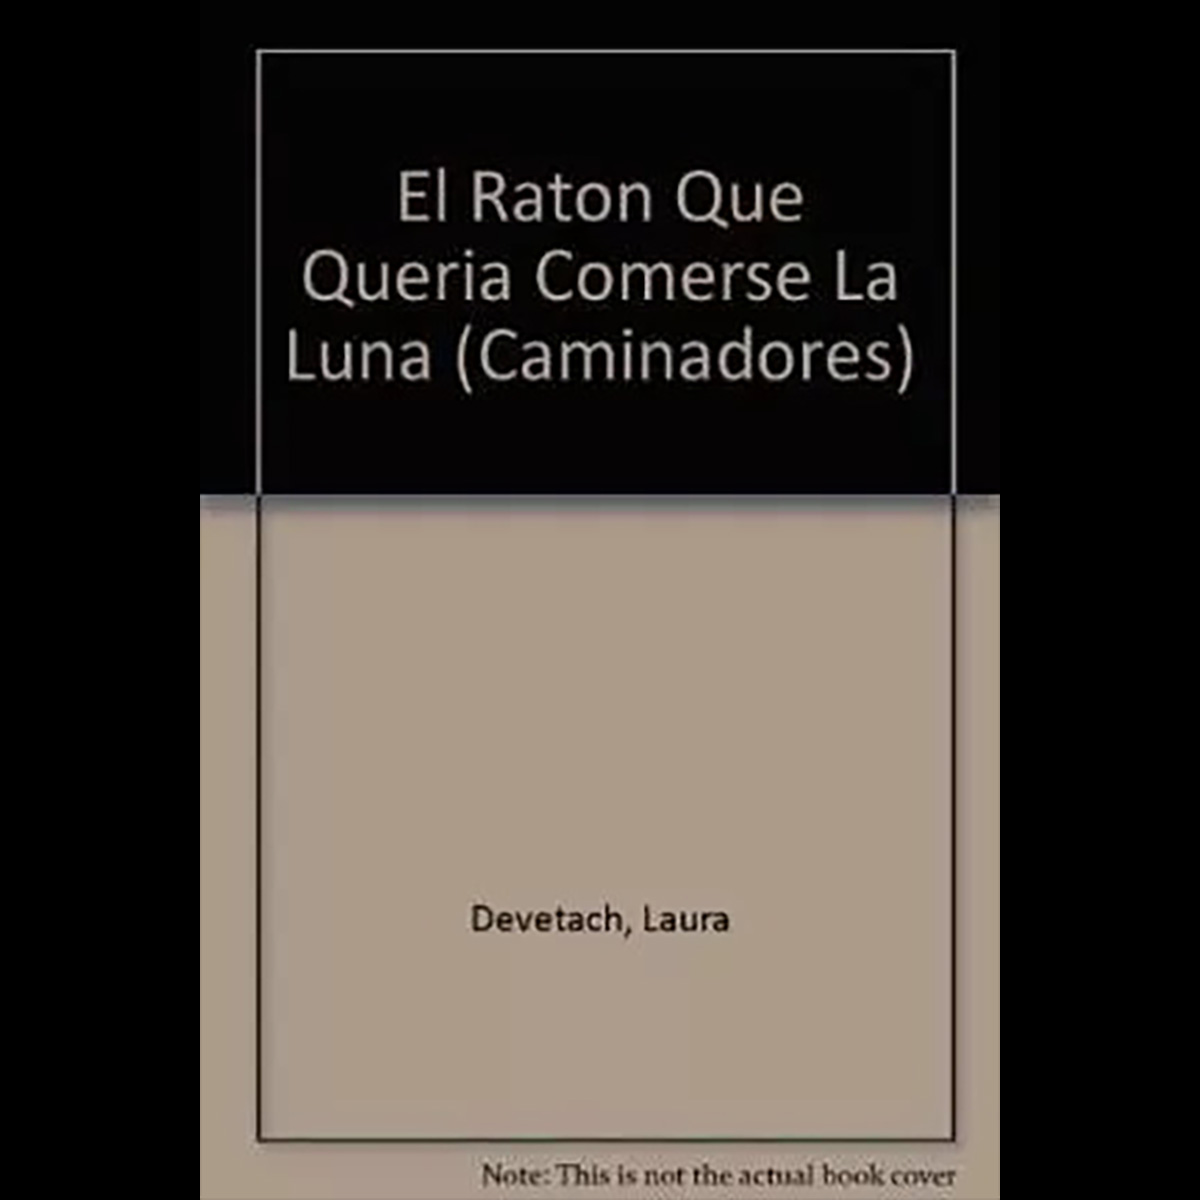 El Raton Que
Queria Comerse La
Luna (Caminadores)
Devetach, Laura
Note: This is not the actual book cover